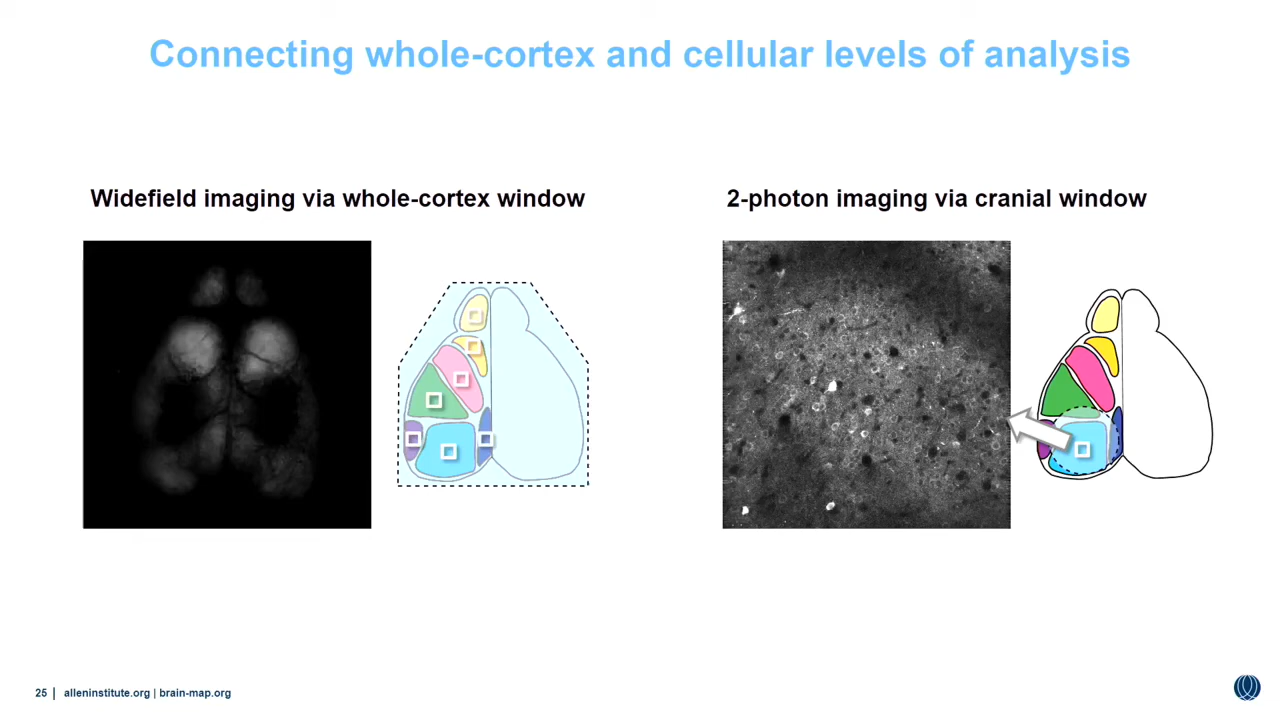 Connecting whole-cortex and cellular levels of analysis
Widefield imaging via whole-cortex window
2-photon imaging via cranial window
25 | alleninstitute.org | brain-map.org